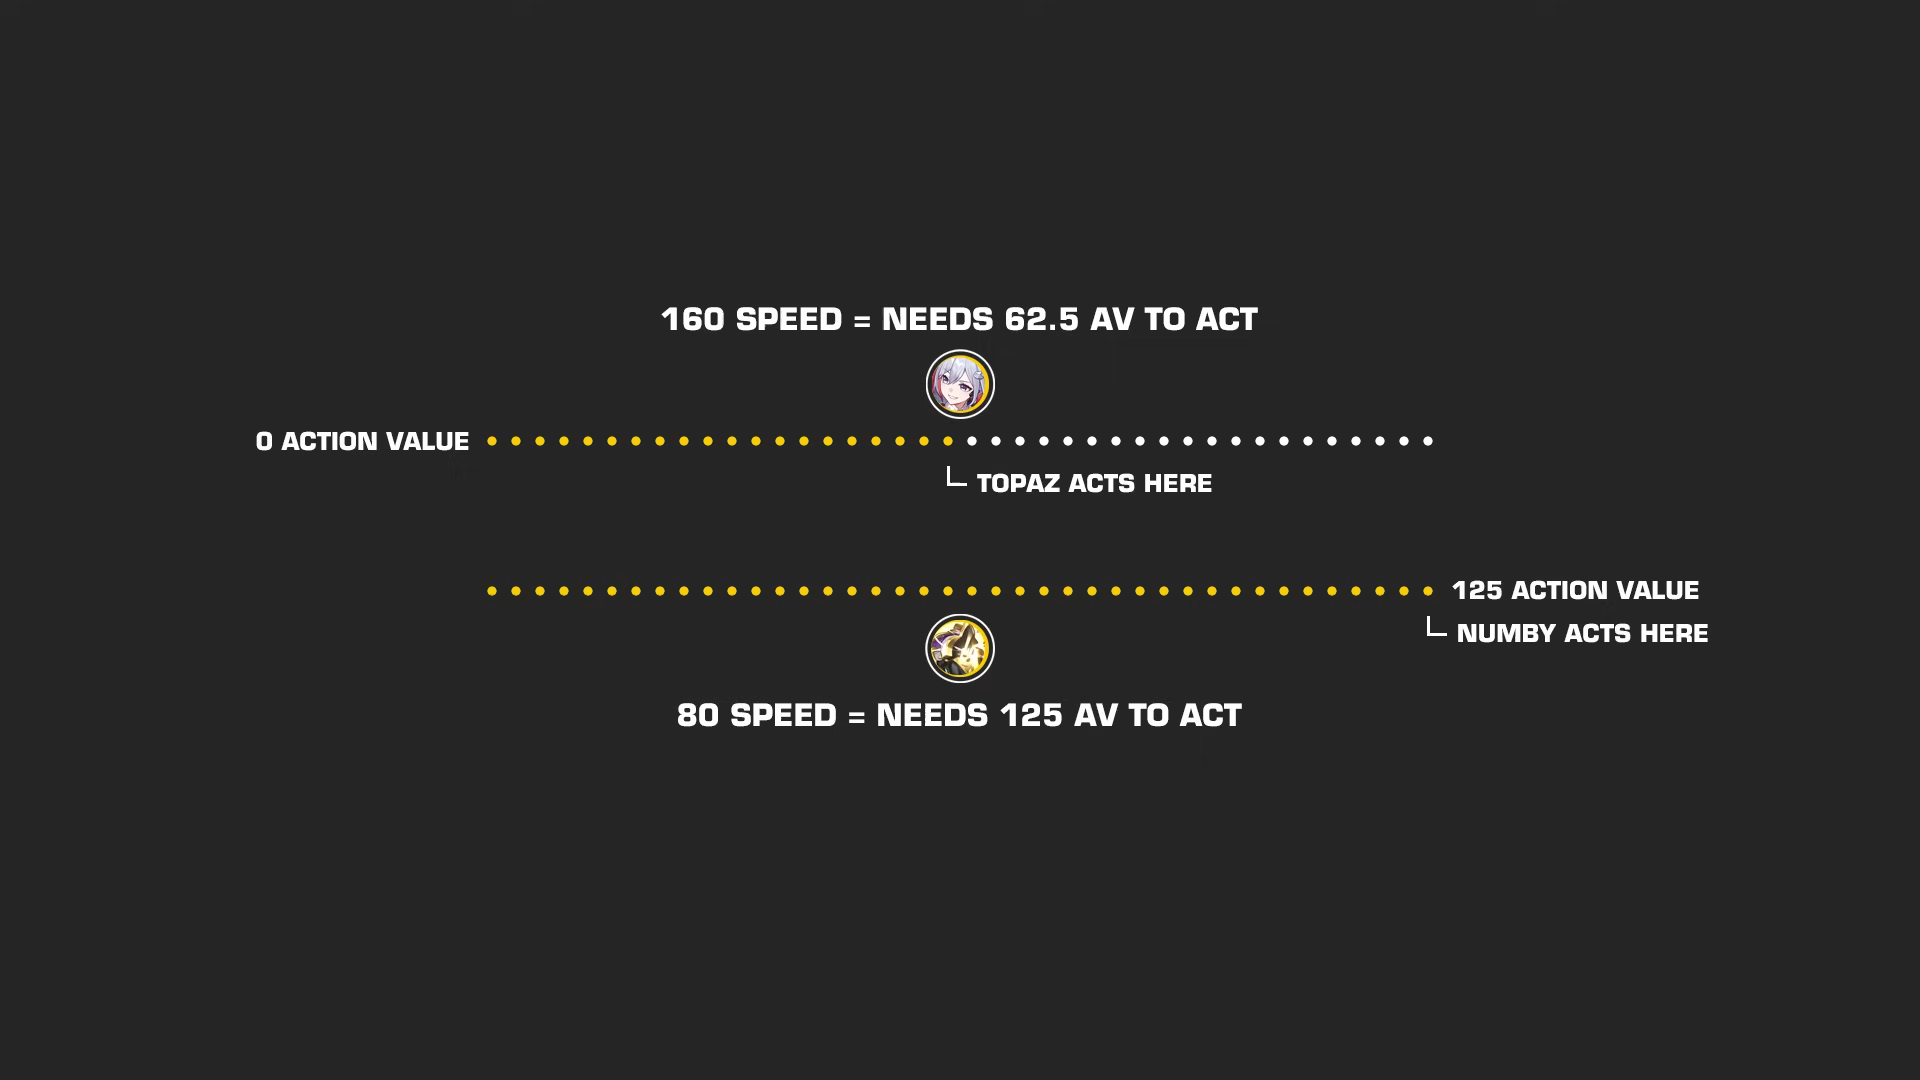 160 SPEED = NEEDS 62.5 AV TO ACT
0 ACTION VALUE
TOPAZ ACTS HERE
125 ACTION VALUE
NUMBY ACTS HERE
80 SPEED = NEEDS 125 AV TO ACT